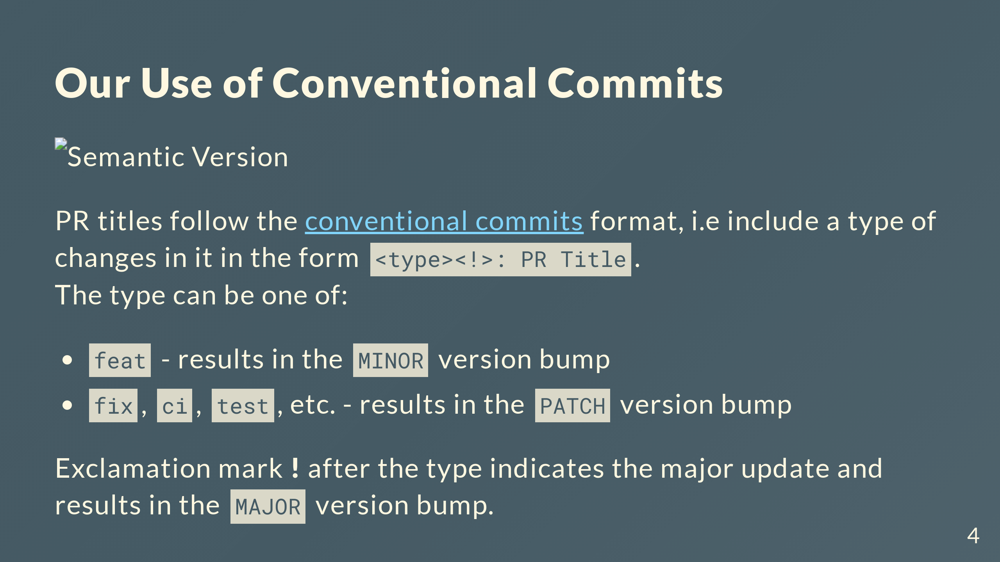 Our Use of Conventional Commits
Semantic Version
PR titles follow the conventional commits format, i.e include a type of
changes in it in the form <type><!>: PR Title.
The type can be one of:
• feat - results in the MINOR version bump
• fix, ci, test, etc. - results in the PATCH version bump
Exclamation mark ! after the type indicates the major update and
results in the MAJOR version bump.
4